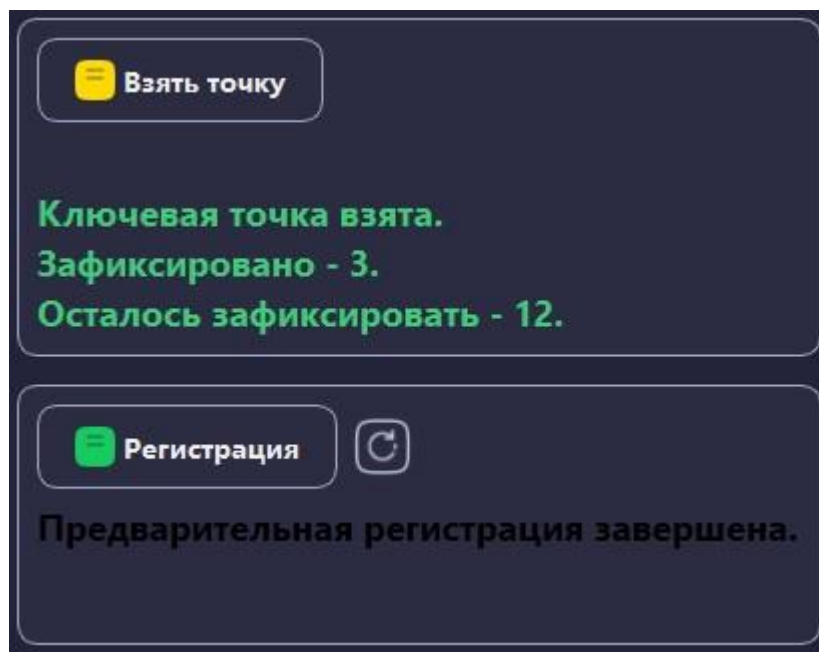 Взять точку
Ключевая точка взята.
Зафиксировано - 3.
Осталось зафиксировать - 12.
Регистрация
Предварительная регистрация завершена.